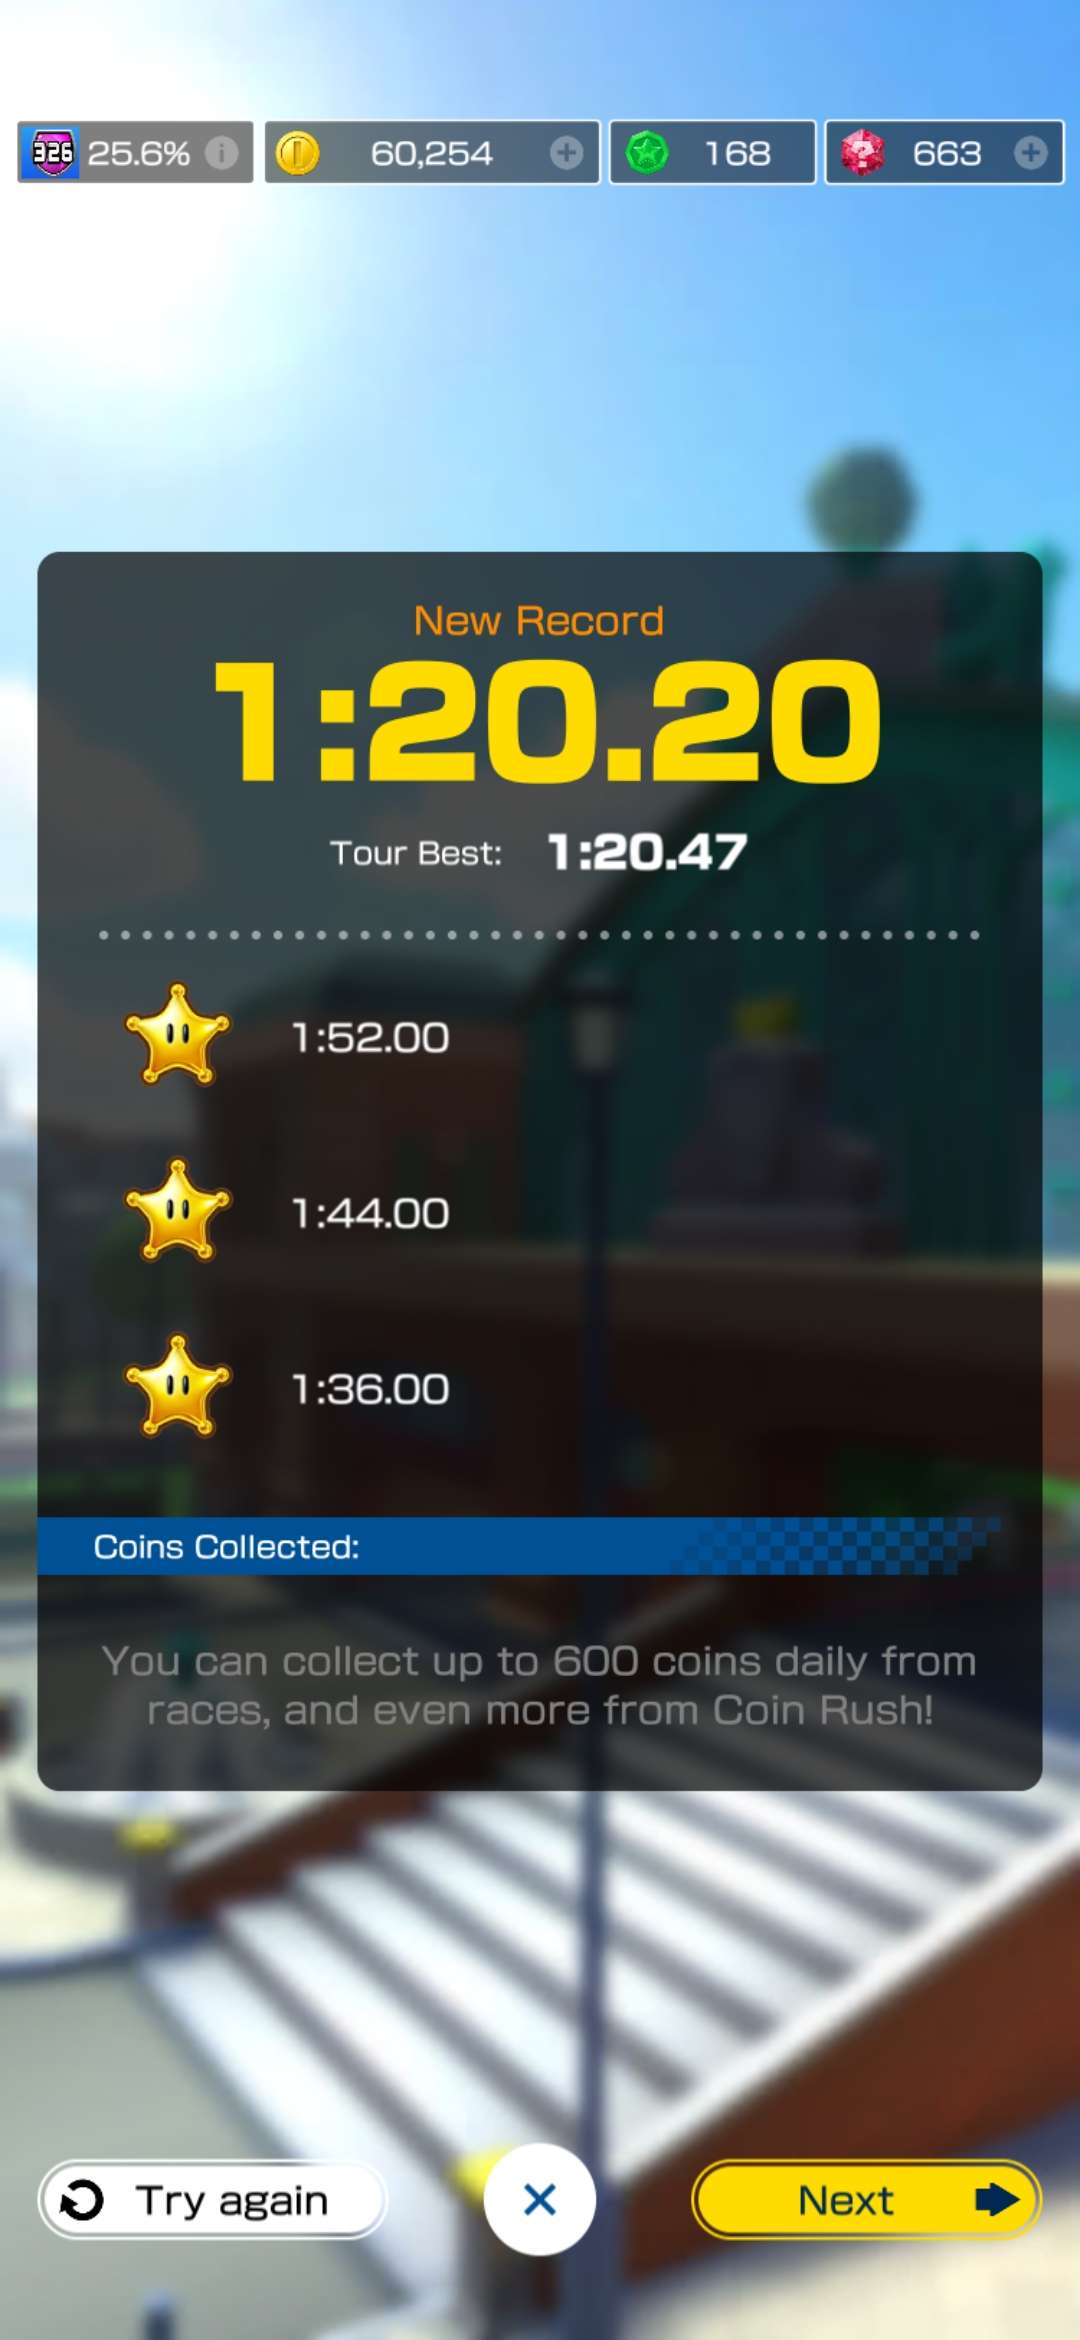 326 25.6% 60,254 168 663
New Record
1:20.20
Tour Best: 1:20.47
1:52.00
1:44.00
1:36.00
Coins Collected:
You can collect up to 600 coins daily from
races, and even more from Coin Rush!
Try again
Next